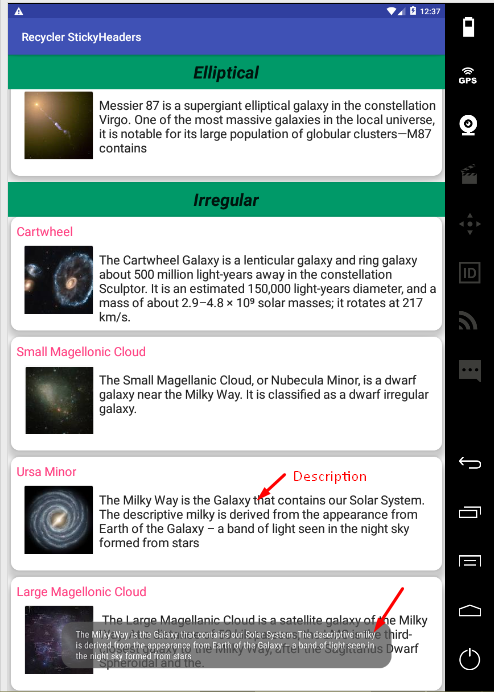 12:37
Recycler StickyHeaders
Elliptical
Messier 87 is a supergiant elliptical galaxy in the constellation
Virgo. One of the most massive galaxies in the local universe,
it is notable for its large population of globular clusters—M87
contains
Irregular
Cartwheel
The Cartwheel Galaxy is a lenticular galaxy and ring galaxy
about 500 million light-years away in the constellation
Sculptor. It is an estimated 150,000 light-years diameter, and a
mass of about 2.9–4.8 × 10⁹ solar masses; it rotates at 217
km/s.
Small Magellonic Cloud
The Small Magellanic Cloud, or Nubecula Minor, is a dwarf
galaxy near the Milky Way. It is classified as a dwarf irregular
galaxy.
Ursa Minor
Description
The Milky Way is the Galaxy that contains our Solar System.
The descriptive milky is derived from the appearance from
Earth of the Galaxy – a band of light seen in the night sky
formed from stars
Large Magellonic Cloud
The Large Magellanic Cloud is a satellite galaxy of the Milky
third-
to the Milky Way, after the Sagittarius Dwarf
Spheroidal and the.
The Milky Way is the Galaxy that contains our Solar System. The descriptive milky
is derived from the appearance from Earth of the Galaxy – a band of light seen in
the night sky formed from stars
GPS
ID